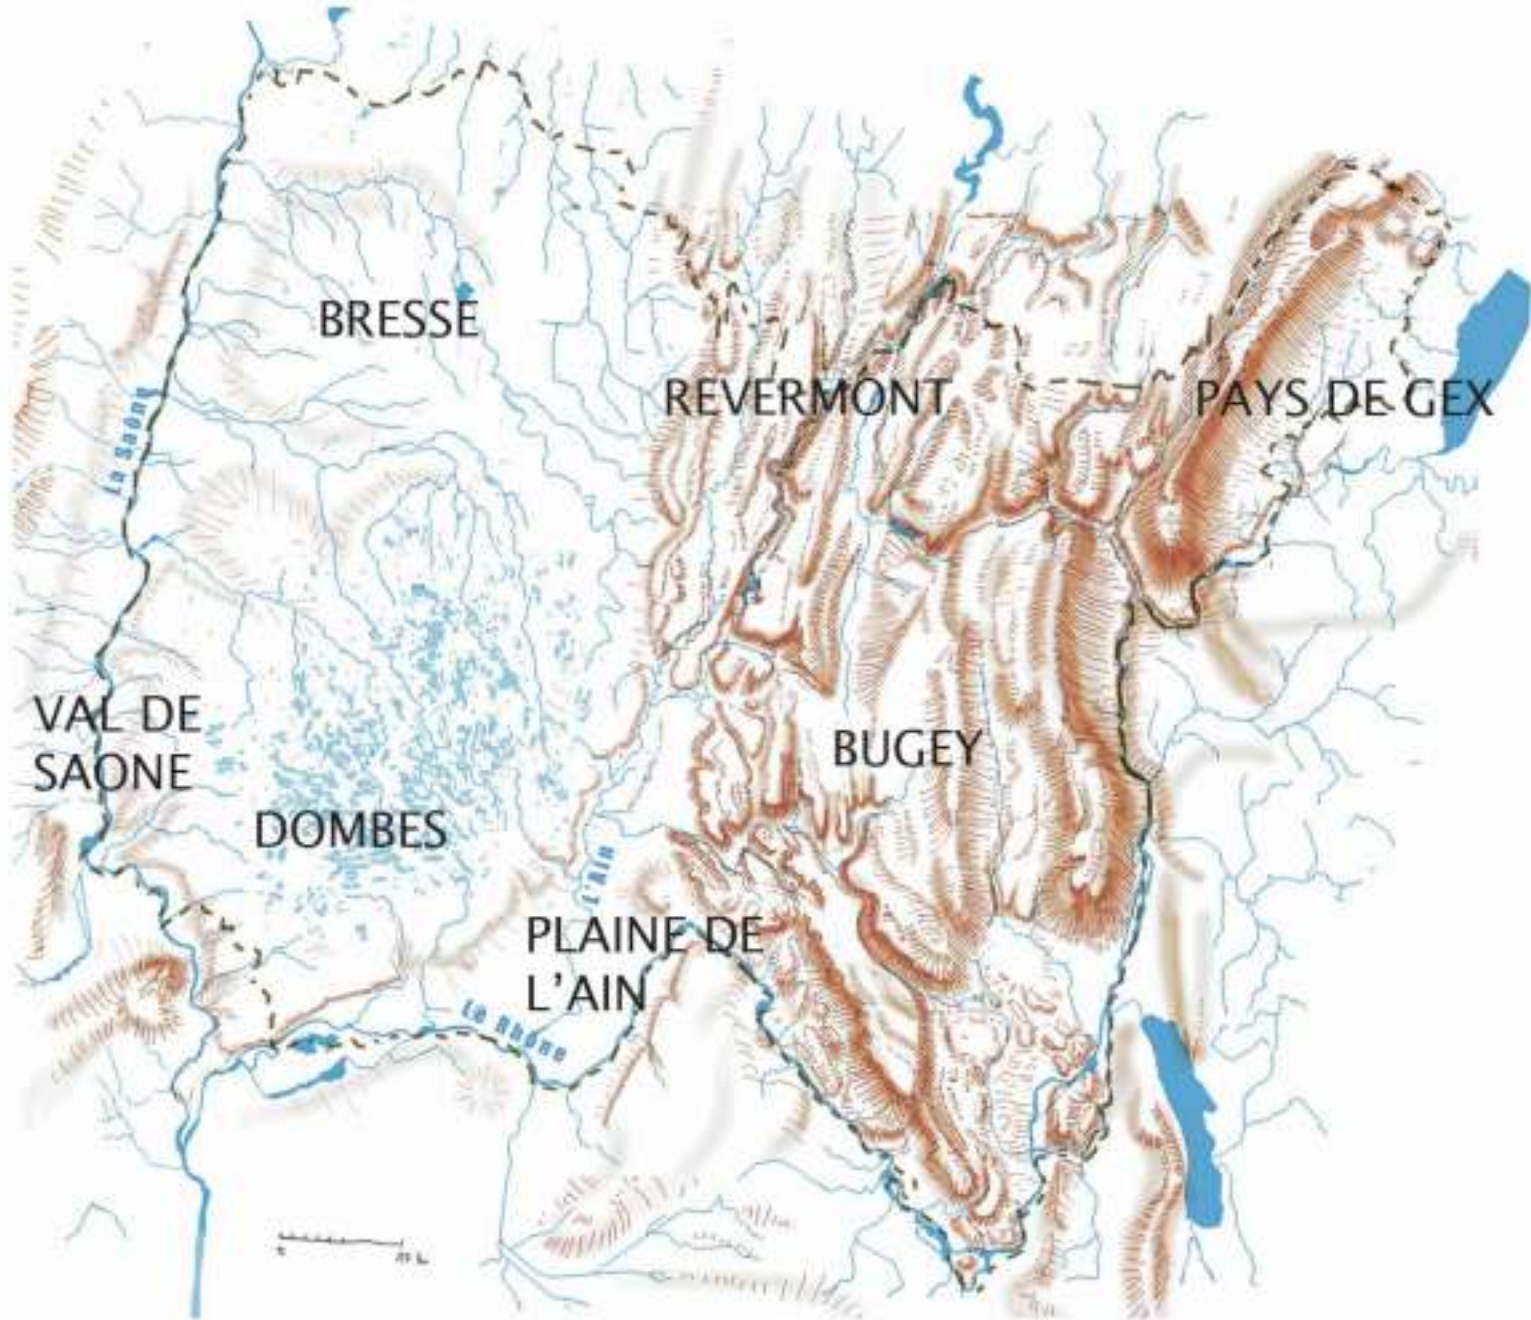 BRESSE
REVERMONT
PAYS DE GEX
La Saône
VAL DE
SAONE
BUGEY
DOMBES
L'Ain
PLAINE DE
L'AIN
Le Rhône